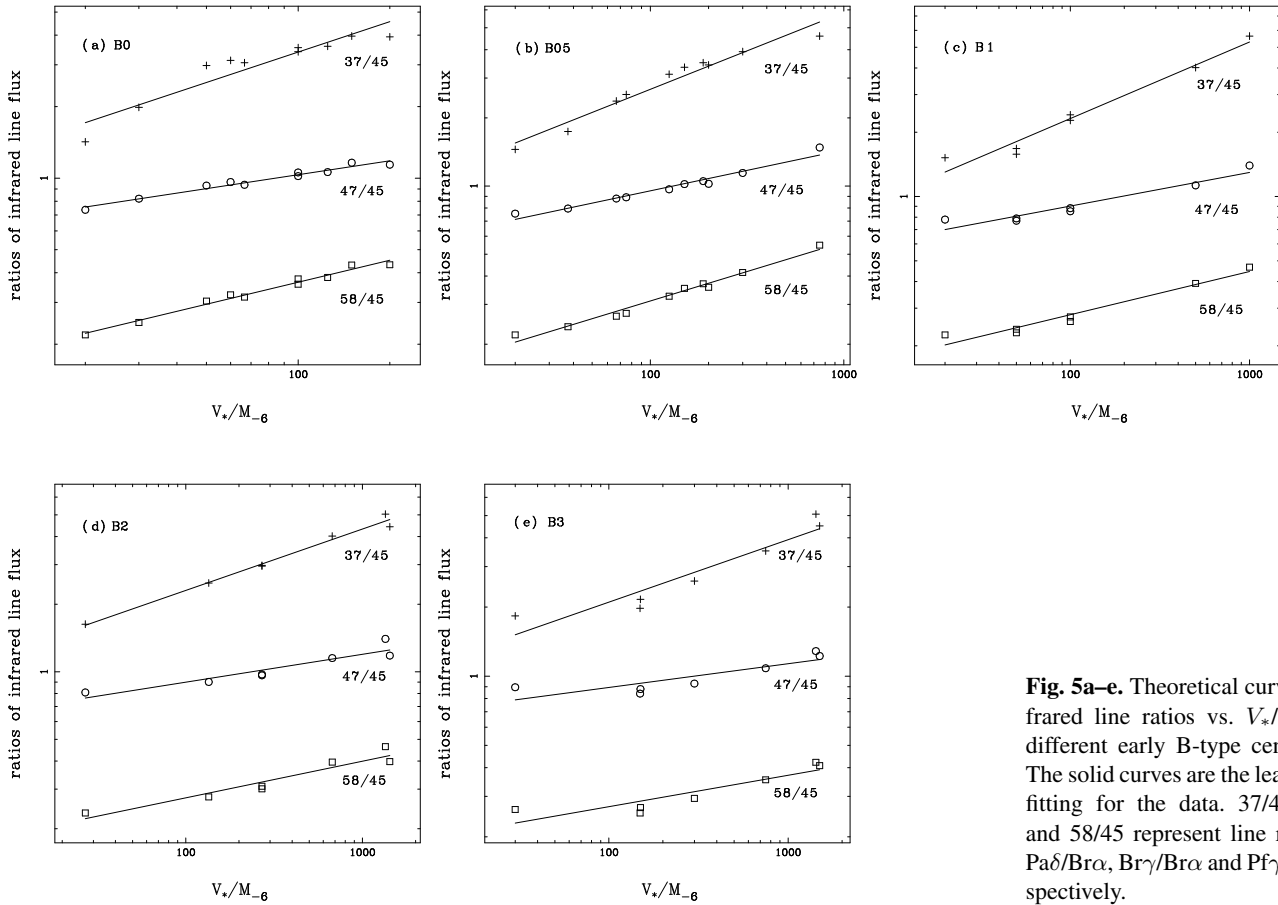 ratios of infrared line flux
(a) B0
37/45
1
47/45
58/45
100
V*/M−6
ratios of infrared line flux
(b) B05
37/45
1
47/45
58/45
100
1000
V*/M−6
ratios of infrared line flux
(c) B1
37/45
1
47/45
58/45
100
1000
V*/M−6
ratios of infrared line flux
(d) B2
37/45
1
47/45
58/45
100
1000
V*/M−6
ratios of infrared line flux
(e) B3
37/45
1
47/45
58/45
100
1000
V*/M−6
Fig. 5a–e. Theoretical curv
frared line ratios vs. V*/
different early B-type cen
The solid curves are the lea
fitting for the data. 37/4
and 58/45 represent line r
Paδ/Brα, Brγ/Brα and Pfγ
spectively.